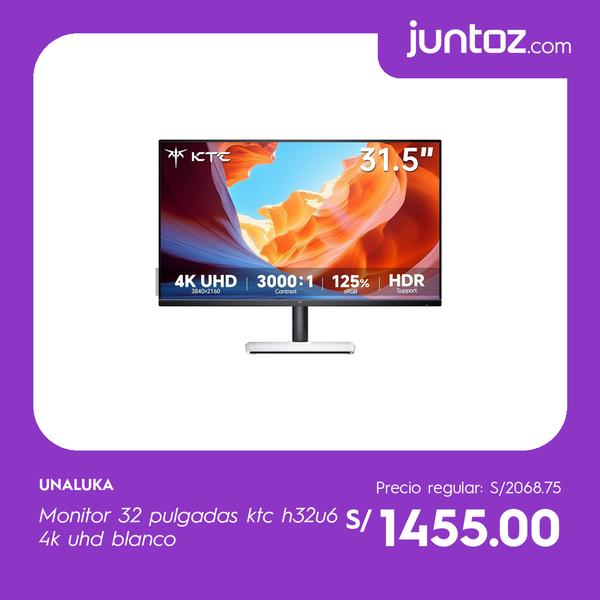 juntoz.com
KTC
31.5"
4K UHD
3840×2160
3000:1
Contrast
125%
sRGB
HDR
Support
UNALUKA
Precio regular: S/2068.75
Monitor 32 pulgadas ktc h32u6
4k uhd blanco
S/1455.00